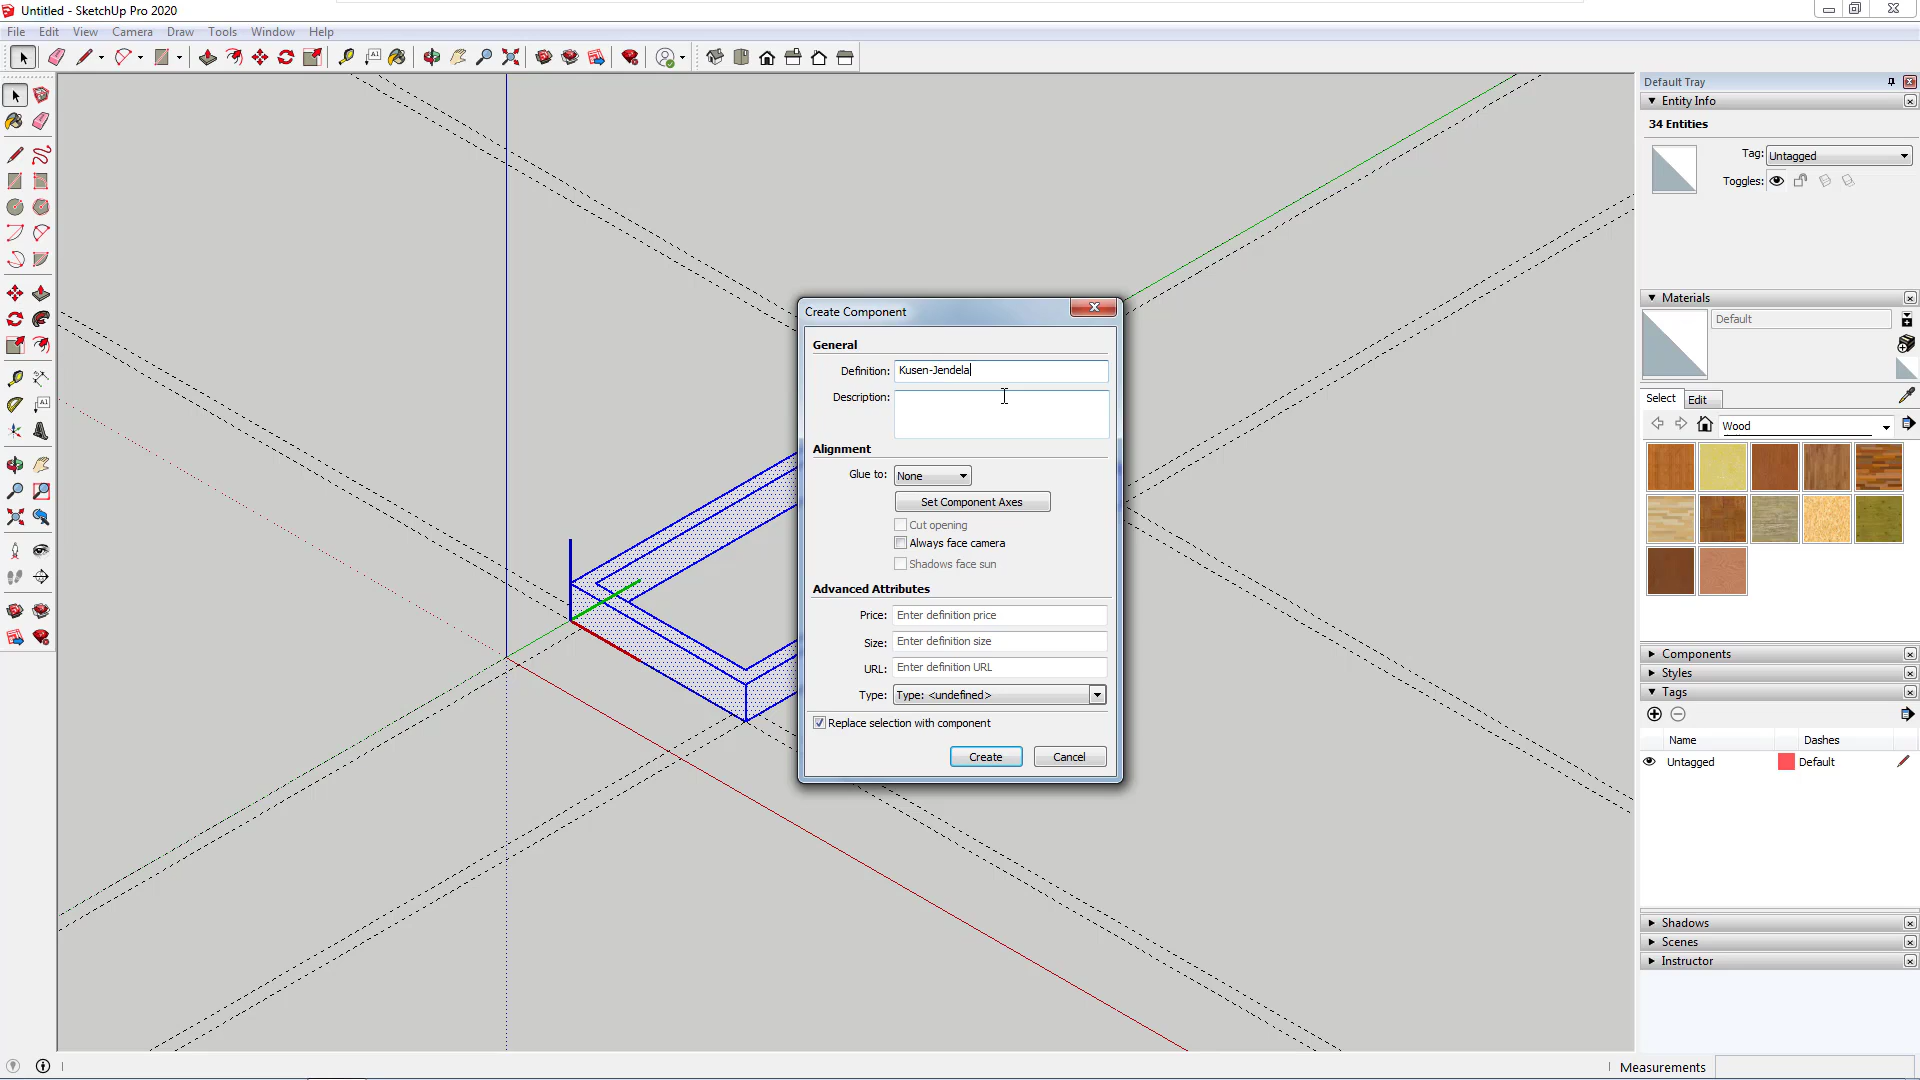 Untitled - SketchUp Pro 2020
File Edit View Camera Draw Tools Window Help
Default Tray
Entity Info
34 Entities
Tag: Untagged
Toggles:
Materials
Default
Select Edit
Wood
Components
Styles
Tags
Name Dashes
Untagged Default
Shadows
Scenes
Instructor
Create Component
General
Definition: Kusen-Jendela
Description:
Alignment
Glue to: None
Set Component Axes
Cut opening
Always face camera
Shadows face sun
Advanced Attributes
Price: Enter definition price
Size: Enter definition size
URL: Enter definition URL
Type: Type: <undefined>
Replace selection with component
Create Cancel
Measurements